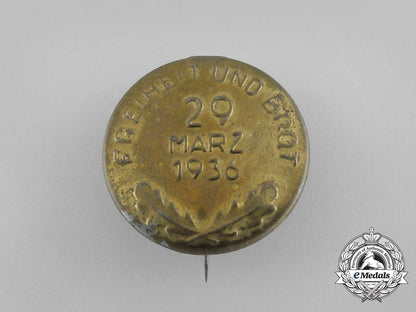 FREIHEIT UND BROT
29
MÄRZ
1936
eMedals